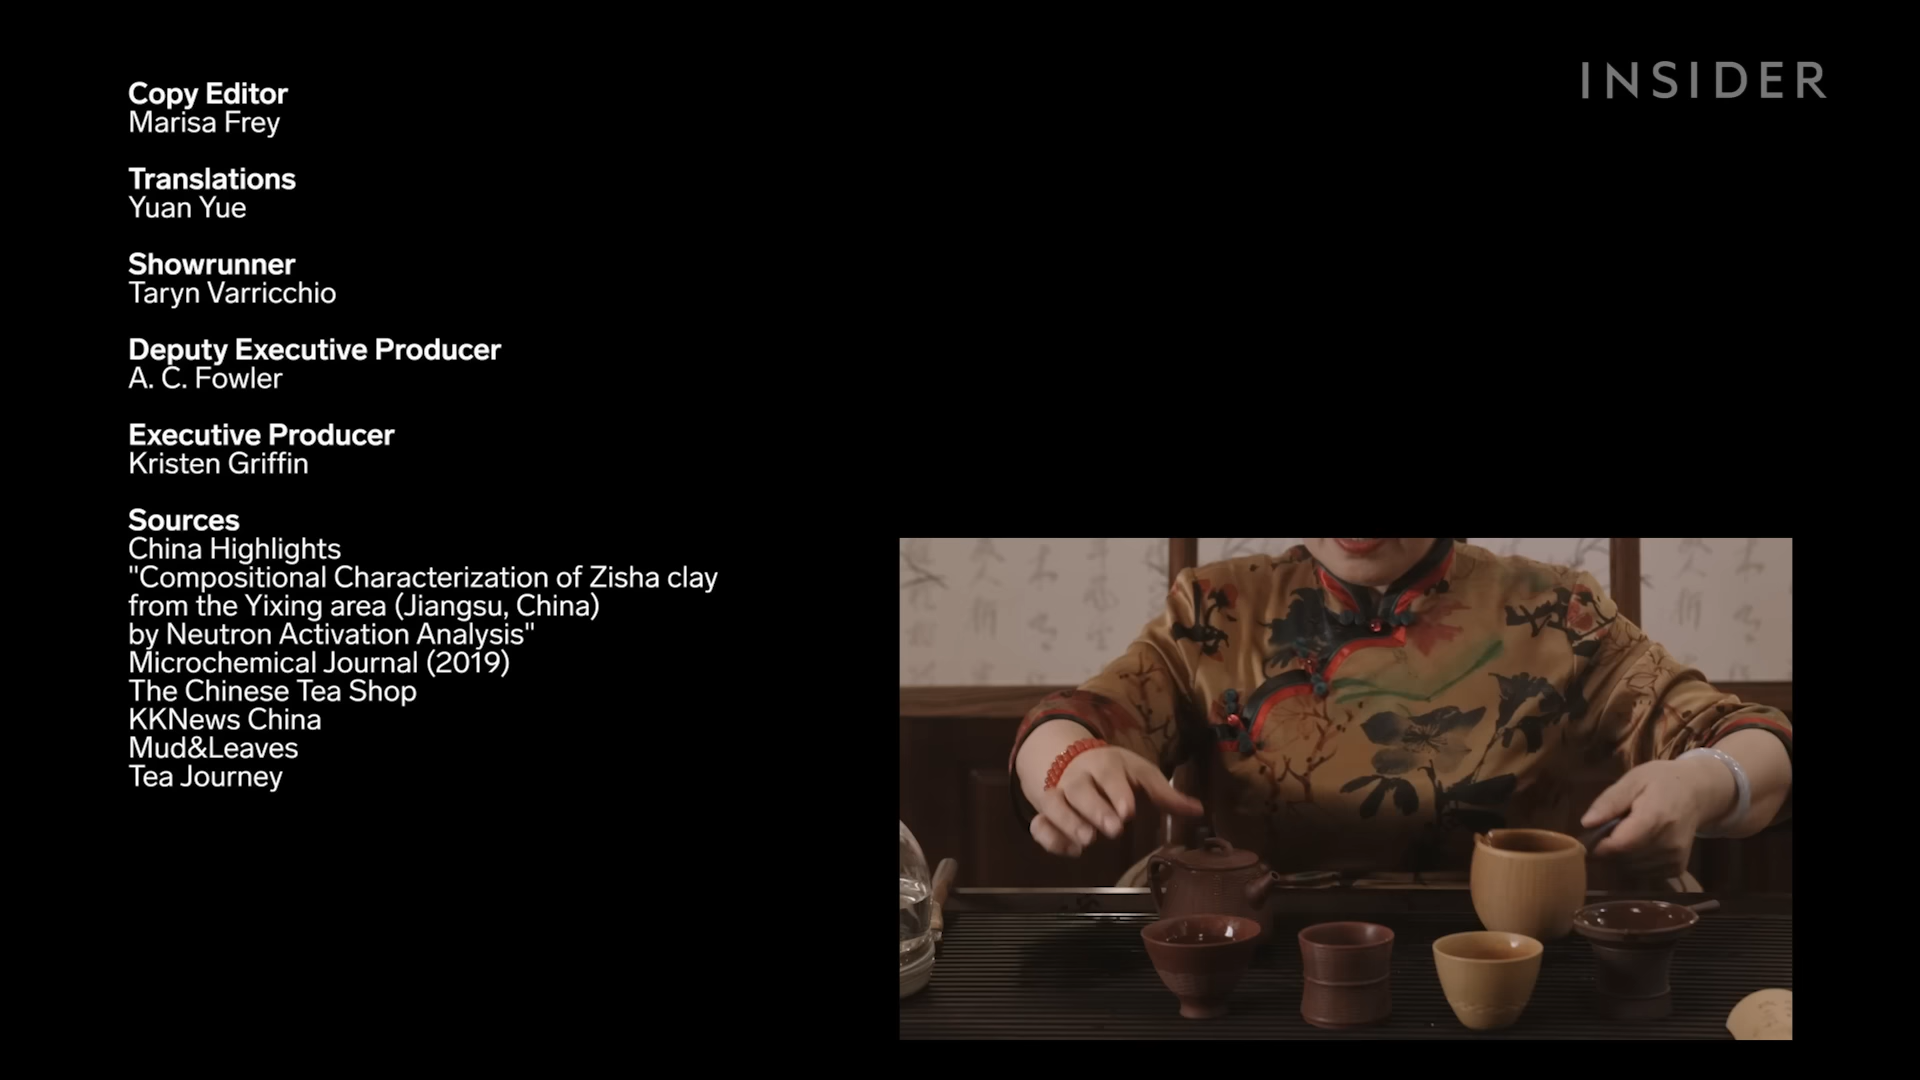 INSIDER
Copy Editor
Marisa Frey
Translations
Yuan Yue
Showrunner
Taryn Varricchio
Deputy Executive Producer
A. C. Fowler
Executive Producer
Kristen Griffin
Sources
China Highlights
"Compositional Characterization of Zisha clay
from the Yixing area (Jiangsu, China)
by Neutron Activation Analysis"
Microchemical Journal (2019)
The Chinese Tea Shop
KKNews China
Mud&Leaves
Tea Journey